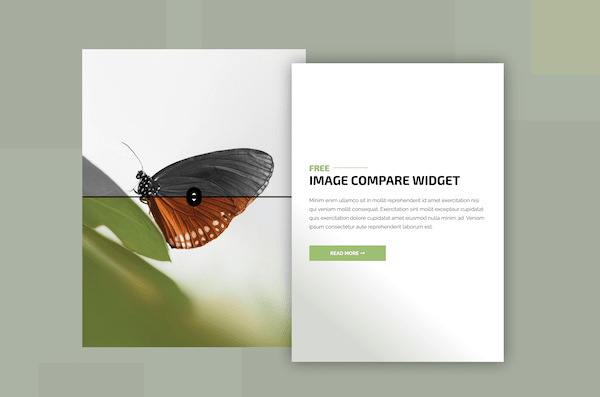 FREE
IMAGE COMPARE WIDGET
Minim enim ullamco sit in mollit reprehenderit id amet exercitation nisi
qui veniam mollit consequat. Exercitation sint mollit excepteur cupidatat
quis exercitation dolore cupidatat amet eiusmod nulla minim ad. Veniam
ipsum consectetur aute reprehenderit laborum est.
READ MORE